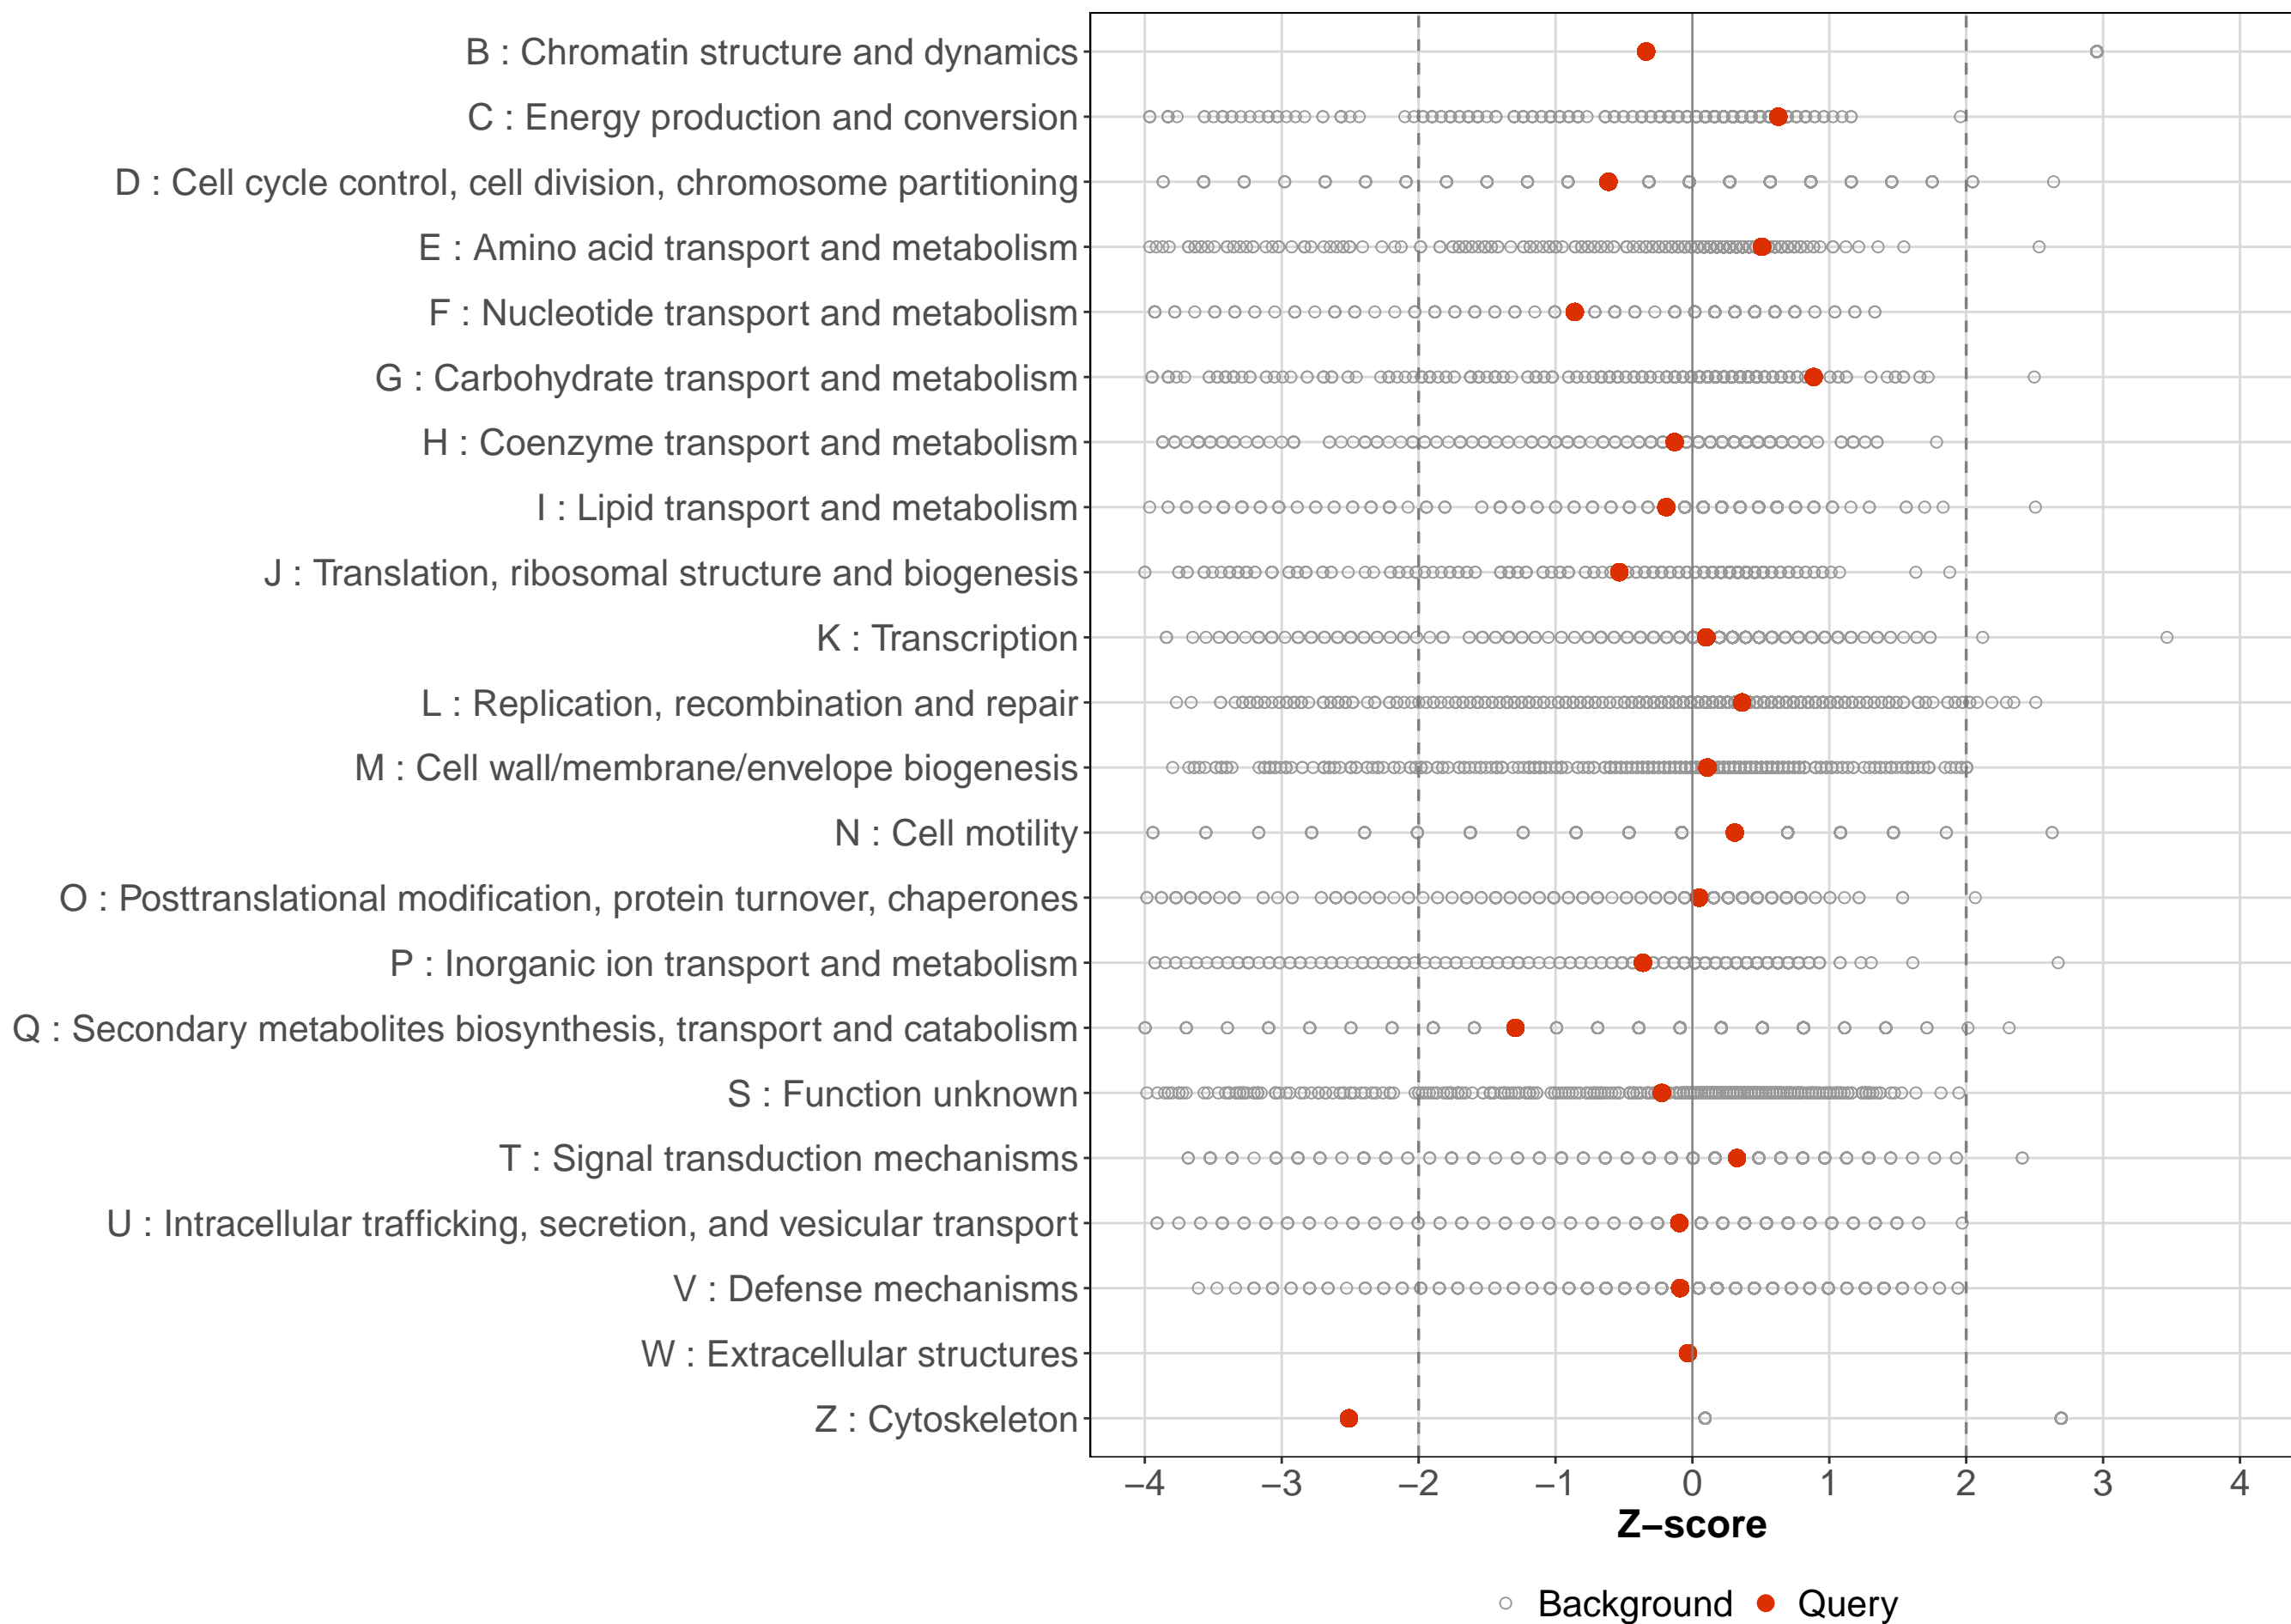 B : Chromatin structure and dynamics
C : Energy production and conversion
D : Cell cycle control, cell division, chromosome partitioning
E : Amino acid transport and metabolism
F : Nucleotide transport and metabolism
G : Carbohydrate transport and metabolism
H : Coenzyme transport and metabolism
I : Lipid transport and metabolism
J : Translation, ribosomal structure and biogenesis
K : Transcription
L : Replication, recombination and repair
M : Cell wall/membrane/envelope biogenesis
N : Cell motility
O : Posttranslational modification, protein turnover, chaperones
P : Inorganic ion transport and metabolism
Q : Secondary metabolites biosynthesis, transport and catabolism
S : Function unknown
T : Signal transduction mechanisms
U : Intracellular trafficking, secretion, and vesicular transport
V : Defense mechanisms
W : Extracellular structures
Z : Cytoskeleton
−4 −3 −2 −1 0 1 2 3 4
Z−score
Background Query